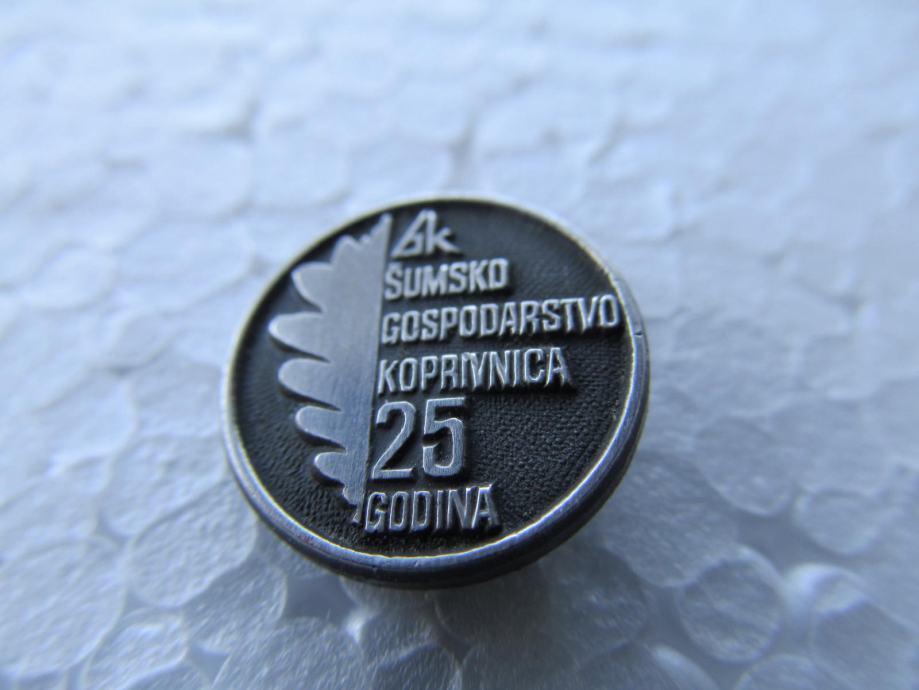 ŠUMSKO
GOSPODARSTVO
KOPRIVNICA
25
GODINA